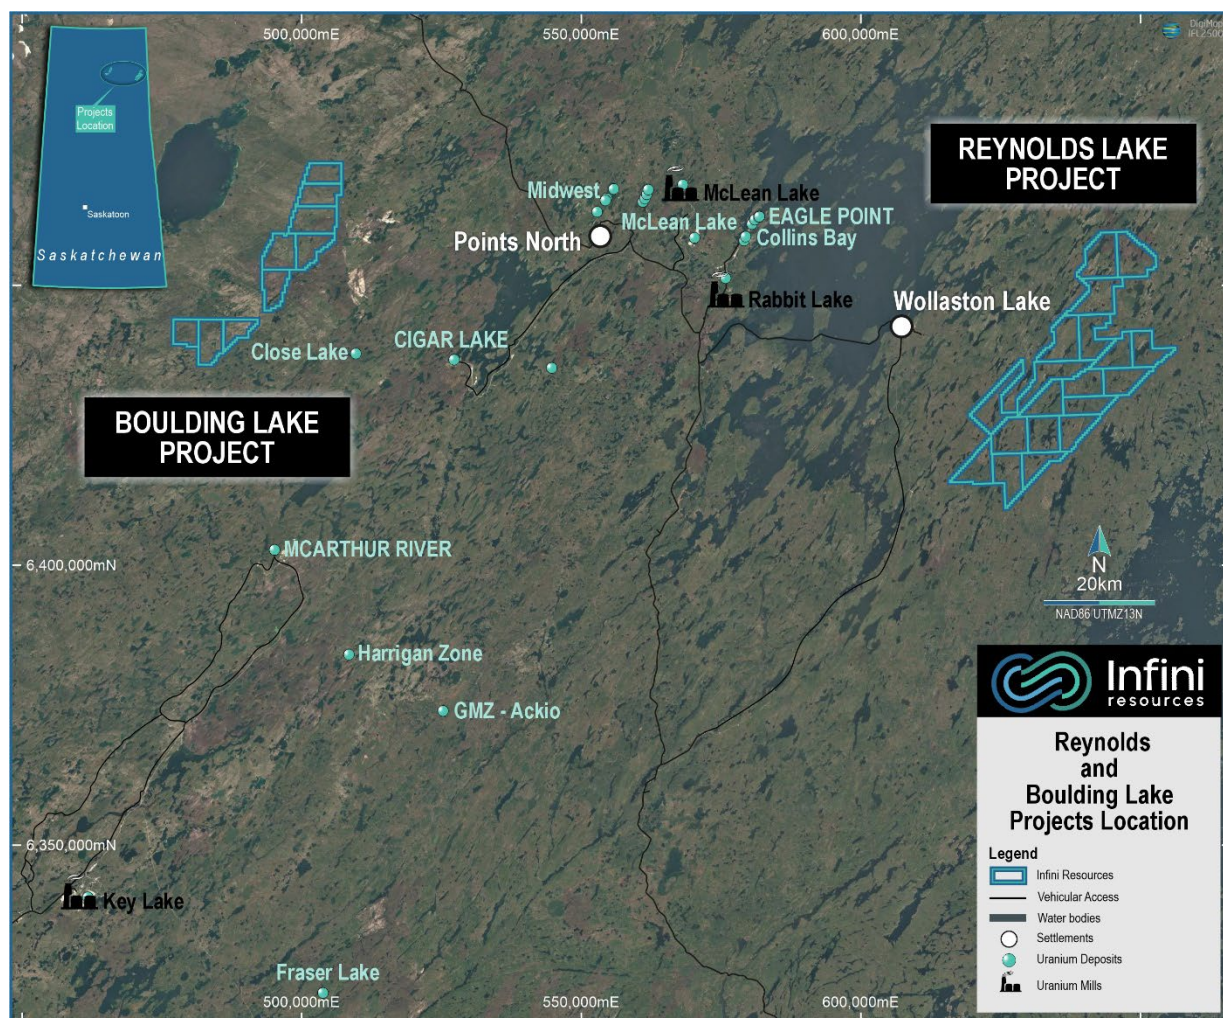 500,000mE
550,000mE
600,000mE
DigiMap
Projects
Location
Saskatoon
Saskatchewan
REYNOLDS LAKE
PROJECT
Midwest
McLean Lake
McLean Lake
EAGLE POINT
Collins Bay
Points North
Rabbit Lake
Wollaston Lake
CIGAR LAKE
Close Lake
BOULDING LAKE
PROJECT
MCARTHUR RIVER
6,400,000mN
N
20km
NAD86 UTMZ13N
Harrigan Zone
GMZ - Ackio
6,350,000mN
Key Lake
Fraser Lake
500,000mE
550,000mE
600,000mE
Infini
resources
Reynolds
and
Boulding Lake
Projects Location
Legend
Infini Resources
Vehicular Access
Water bodies
Settlements
Uranium Deposits
Uranium Mills